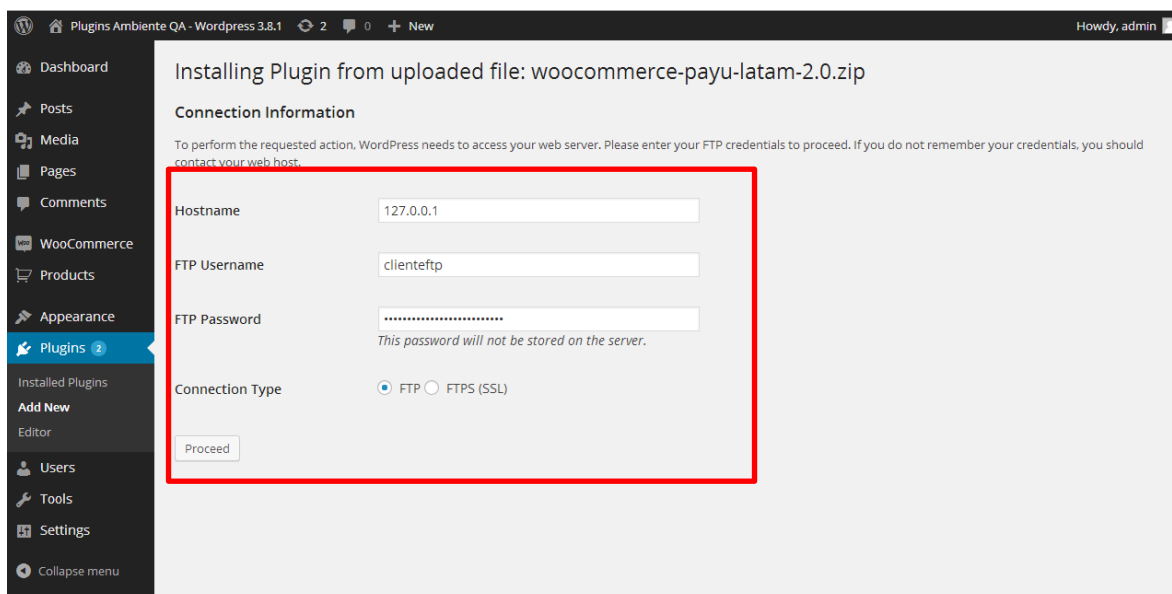 Plugins Ambiente QA - Wordpress 3.8.1 2 0 + New Howdy, admin
Dashboard
Posts
Media
Pages
Comments
Woo WooCommerce
Products
Appearance
Plugins 2
Installed Plugins
Add New
Editor
Users
Tools
Settings
Collapse menu
Installing Plugin from uploaded file: woocommerce-payu-latam-2.0.zip
Connection Information
To perform the requested action, WordPress needs to access your web server. Please enter your FTP credentials to proceed. If you do not remember your credentials, you should
contact your web host.
Hostname 127.0.0.1
FTP Username clienteftp
FTP Password •••••••••••••••••••••••••
This password will not be stored on the server.
Connection Type FTP FTPS (SSL)
Proceed